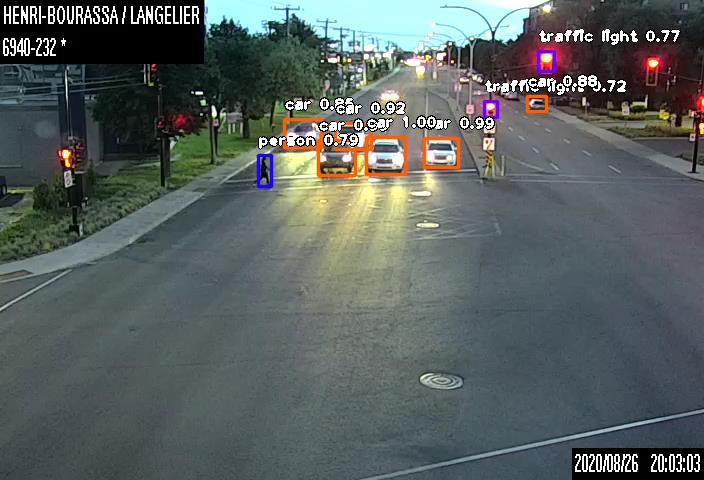 HENRI-BOURASSA / LANGELIER
6940-232 *
traffic light 0.77
car 0.88
traffic light 0.72
car 0.92
car 1.00
car 0.99
person 0.79
2020/08/26 20:03:03